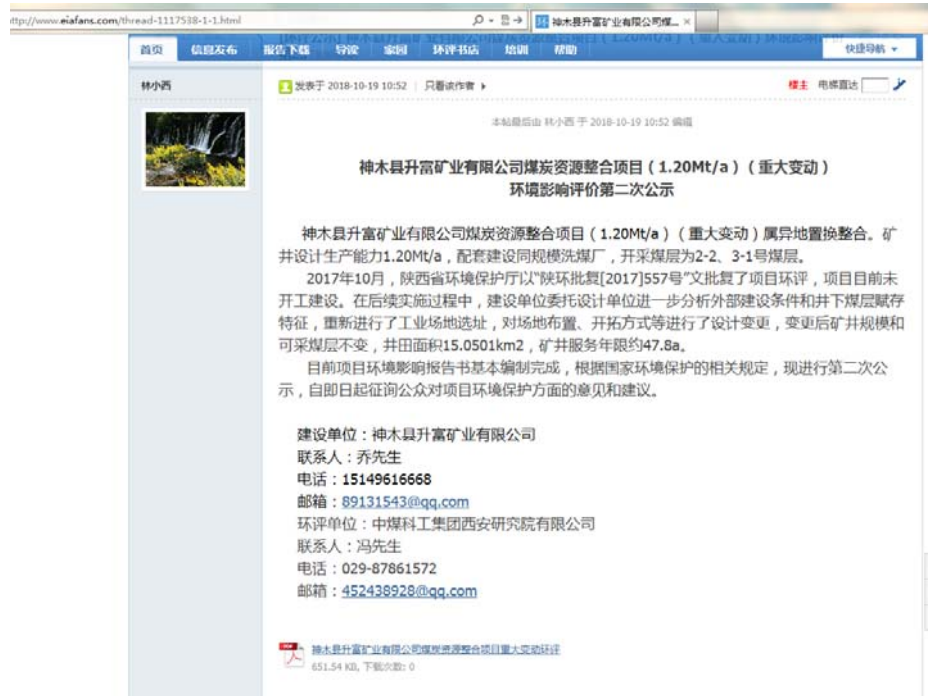 ttp://www.eiafans.com/thread-1117538-1-1.html
神木县升富矿业有限公司煤... ×
首页 信息发布 报告下载 导读 家园 环评书店 培训 帮助 快捷导航
林小西
发表于 2018-10-19 10:52 | 只看该作者 楼主 电梯直达
本帖最后由 林小西 于 2018-10-19 10:52 编辑
神木县升富矿业有限公司煤炭资源整合项目(1.20Mt/a)(重大变动)
环境影响评价第二次公示
神木县升富矿业有限公司煤炭资源整合项目(1.20Mt/a)(重大变动)属异地置换整合。矿
井设计生产能力1.20Mt/a,配套建设同规模洗煤厂,开采煤层为2-2、3-1号煤层。
2017年10月,陕西省环境保护厅以"陕环批复[2017]557号"文批复了项目环评,项目目前未
开工建设。在后续实施过程中,建设单位委托设计单位进一步分析外部建设条件和井下煤层赋存
特征,重新进行了工业场地选址,对场地布置、开拓方式等进行了设计变更,变更后矿井规模和
可采煤层不变,井田面积15.0501km2,矿井服务年限约47.8a。
目前项目环境影响报告书基本编制完成,根据国家环境保护的相关规定,现进行第二次公
示,自即日起征询公众对项目环境保护方面的意见和建议。
建设单位:神木县升富矿业有限公司
联系人:乔先生
电话:15149616668
邮箱:89131543@qq.com
环评单位:中煤科工集团西安研究院有限公司
联系人:冯先生
电话:029-87861572
邮箱:452438928@qq.com
神木县升富矿业有限公司煤炭资源整合项目重大变动环评
651.54 KB, 下载次数: 0